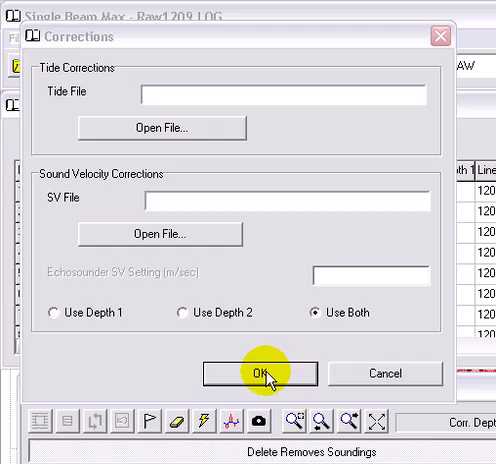 Single Beam Max - Raw1209.LOG
Corrections
AW
Tide Corrections
Tide File
Open File...
Sound Velocity Corrections
SV File
Open File...
Echosounder SV Setting (m/sec)
Use Depth 1
Use Depth 2
Use Both
OK
Cancel
pth 1
Line
120
120
120
120
120
120
120
120
Corr. Dept
Delete Removes Soundings